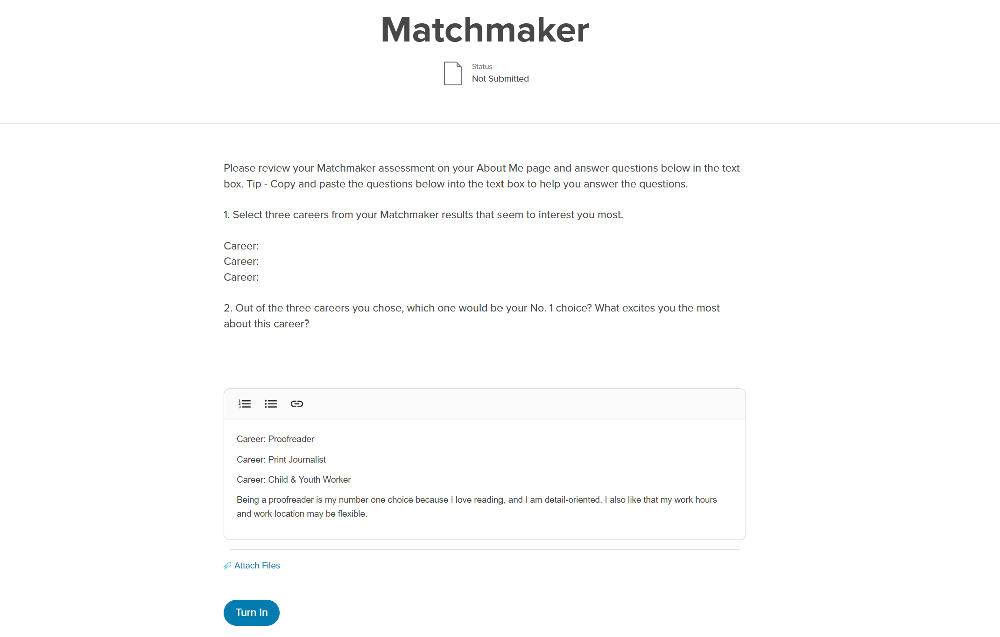 Matchmaker
Status
Not Submitted
Please review your Matchmaker assessment on your About Me page and answer questions below in the text
box. Tip - Copy and paste the questions below into the text box to help you answer the questions.
1. Select three careers from your Matchmaker results that seem to interest you most.
Career:
Career:
Career:
2. Out of the three careers you chose, which one would be your No. 1 choice? What excites you the most
about this career?
Career: Proofreader
Career: Print Journalist
Career: Child & Youth Worker
Being a proofreader is my number one choice because I love reading, and I am detail-oriented. I also like that my work hours
and work location may be flexible.
Attach Files
Turn In